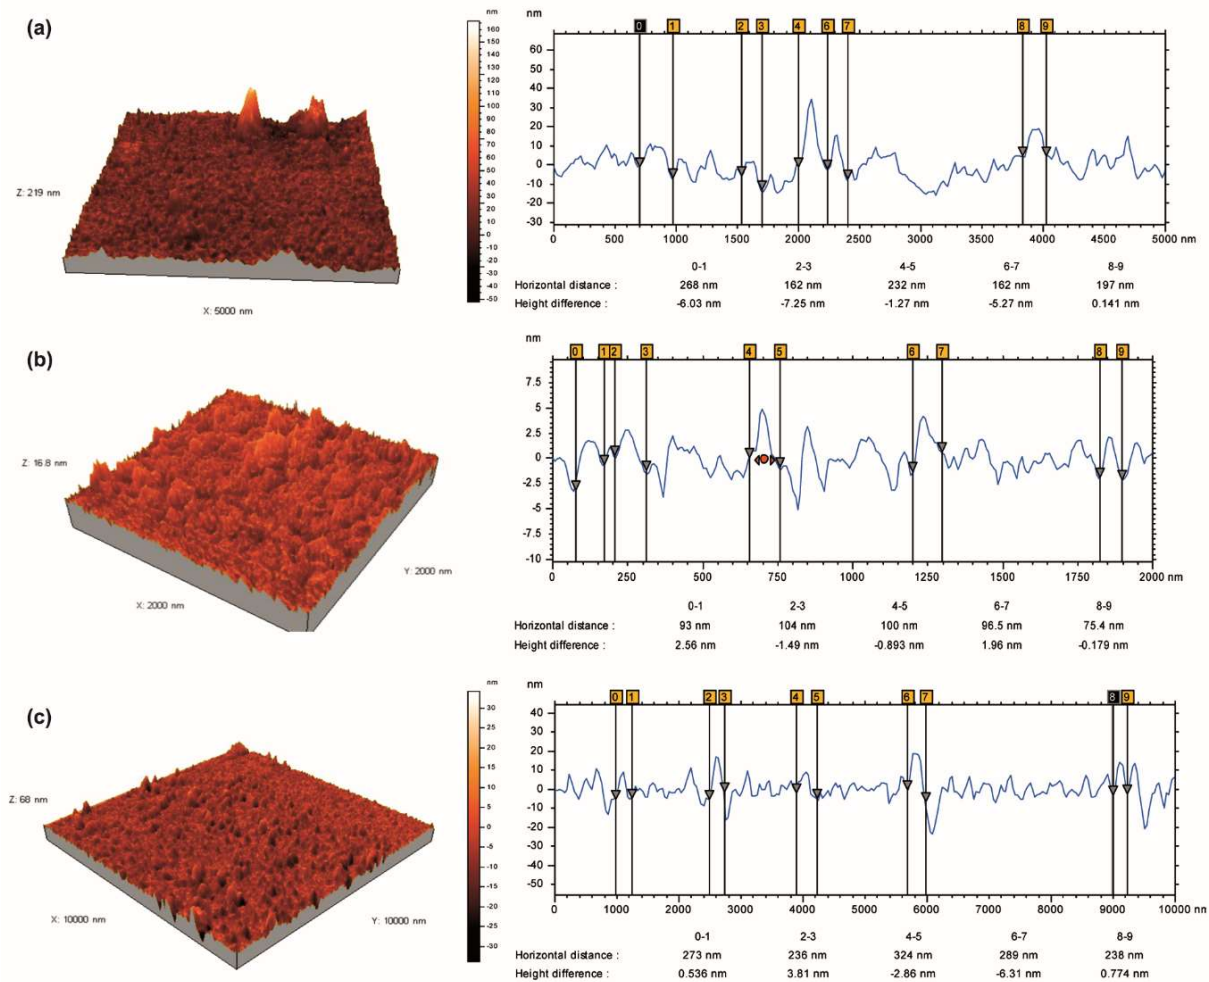 (a)
nm
160
150
140
130
120
110
100
90
80
70
60
50
40
30
20
10
0
-10
-20
-30
-40
-50
Z: 219 nm
X: 5000 nm
nm
0 1 2 3 4 6 7 8 9
60
50
40
30
20
10
0
-10
-20
-30
0 500 1000 1500 2000 2500 3000 3500 4000 4500 5000 nm
0-1 2-3 4-5 6-7 8-9
Horizontal distance : 268 nm 162 nm 232 nm 162 nm 197 nm
Height difference : -6.03 nm -7.25 nm -1.27 nm -5.27 nm 0.141 nm
(b)
Z: 16.8 nm
Y: 2000 nm
X: 2000 nm
nm
0 1 2 3 4 5 6 7 8 9
7.5
5
2.5
0
-2.5
-5
-7.5
-10
0 250 500 750 1000 1250 1500 1750 2000 nm
0-1 2-3 4-5 6-7 8-9
Horizontal distance : 93 nm 104 nm 100 nm 96.5 nm 75.4 nm
Height difference : 2.56 nm -1.49 nm -0.893 nm 1.96 nm -0.179 nm
(c)
nm
30
25
20
15
10
5
0
-5
-10
-15
-20
-25
-30
Z: 68 nm
X: 10000 nm
Y: 10000 nm
nm
0 1 2 3 4 5 6 7 8 9
40
30
20
10
0
-10
-20
-30
-40
-50
0 1000 2000 3000 4000 5000 6000 7000 8000 9000 10000 nm
0-1 2-3 4-5 6-7 8-9
Horizontal distance : 273 nm 236 nm 324 nm 289 nm 238 nm
Height difference : 0.536 nm 3.81 nm -2.86 nm -6.31 nm 0.774 nm